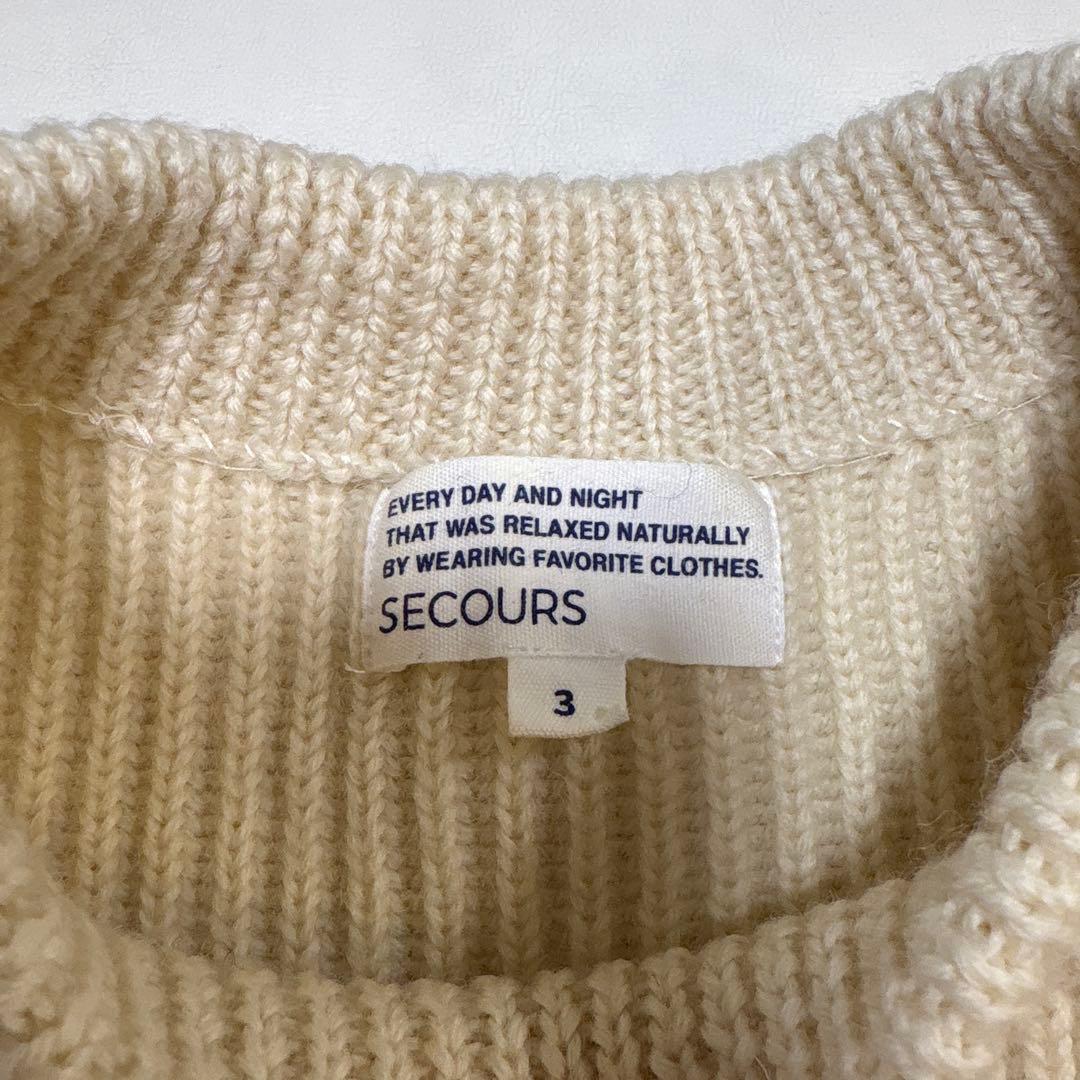 EVERY DAY AND NIGHT
THAT WAS RELAXED NATURALLY
BY WEARING FAVORITE CLOTHES.
SECOURS
3